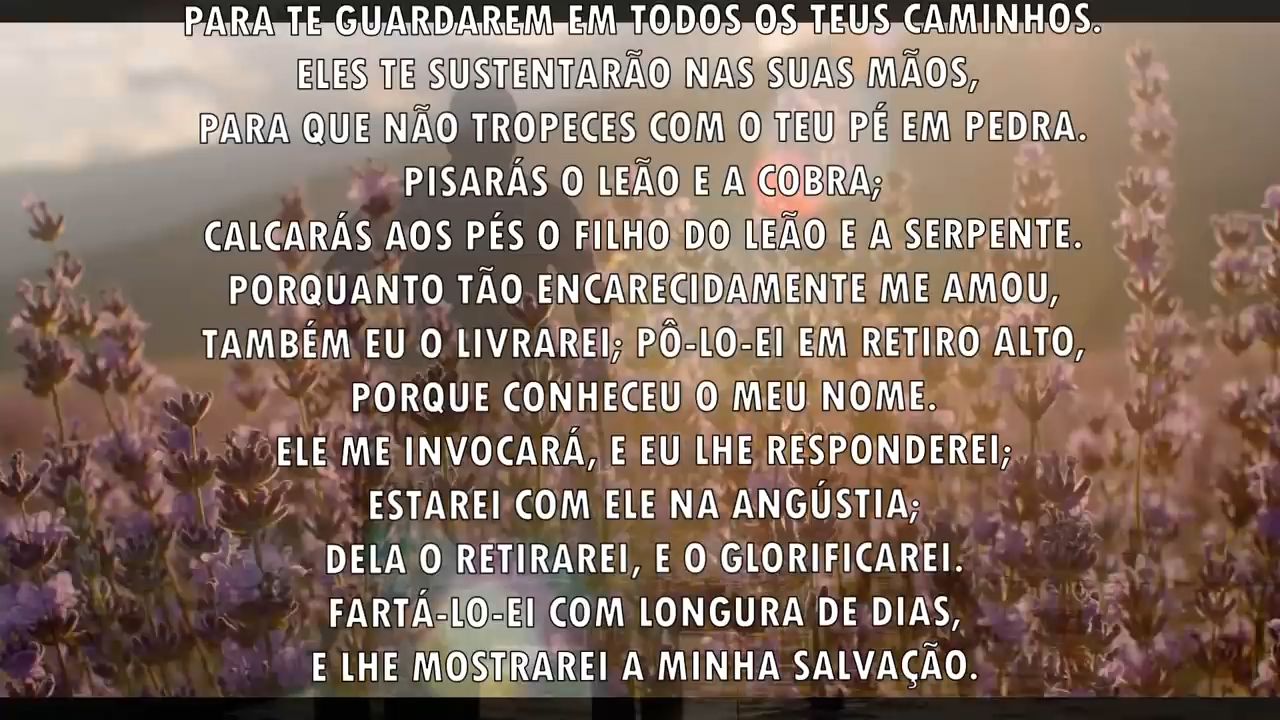 PARA TE GUARDAREM EM TODOS OS TEUS CAMINHOS.
ELES TE SUSTENTARÃO NAS SUAS MÃOS,
PARA QUE NÃO TROPECES COM O TEU PÉ EM PEDRA.
PISARÁS O LEÃO E A COBRA;
CALCARÁS AOS PÉS O FILHO DO LEÃO E A SERPENTE.
PORQUANTO TÃO ENCARECIDAMENTE ME AMOU,
TAMBÉM EU O LIVRAREI; PÔ-LO-EI EM RETIRO ALTO,
PORQUE CONHECEU O MEU NOME.
ELE ME INVOCARÁ, E EU LHE RESPONDEREI;
ESTAREI COM ELE NA ANGÚSTIA;
DELA O RETIRAREI, E O GLORIFICAREI.
FARTÁ-LO-EI COM LONGURA DE DIAS,
E LHE MOSTRAREI A MINHA SALVAÇÃO.